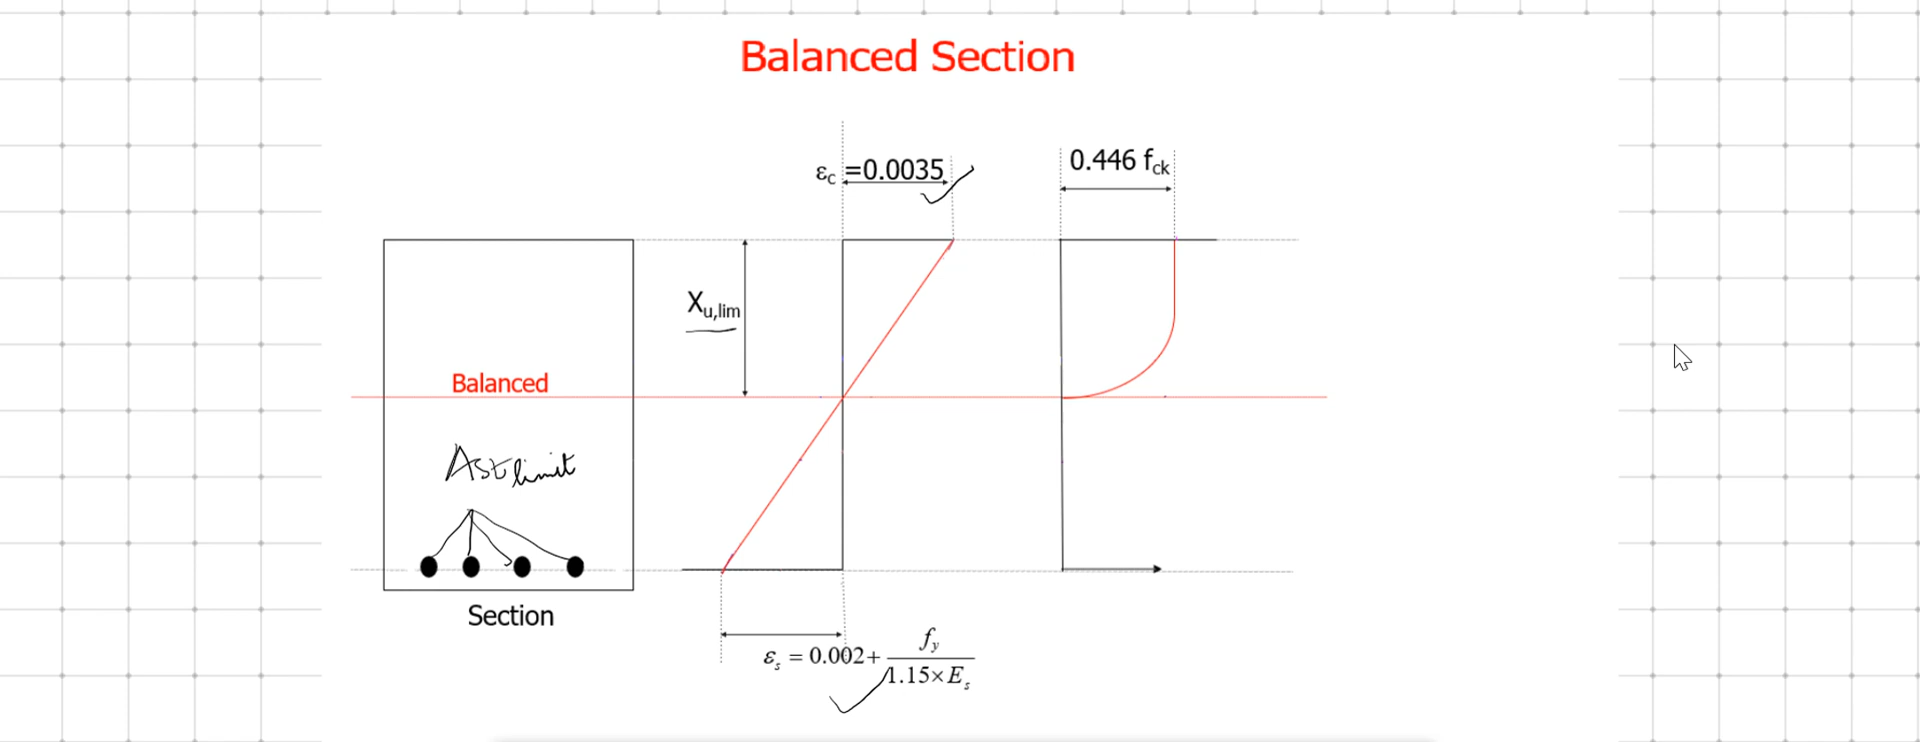 Balanced Section
εc =0.0035
0.446 fck
Xu,lim
Balanced
Ast limit
Section
εs = 0.002+ fy / 1.15×Es